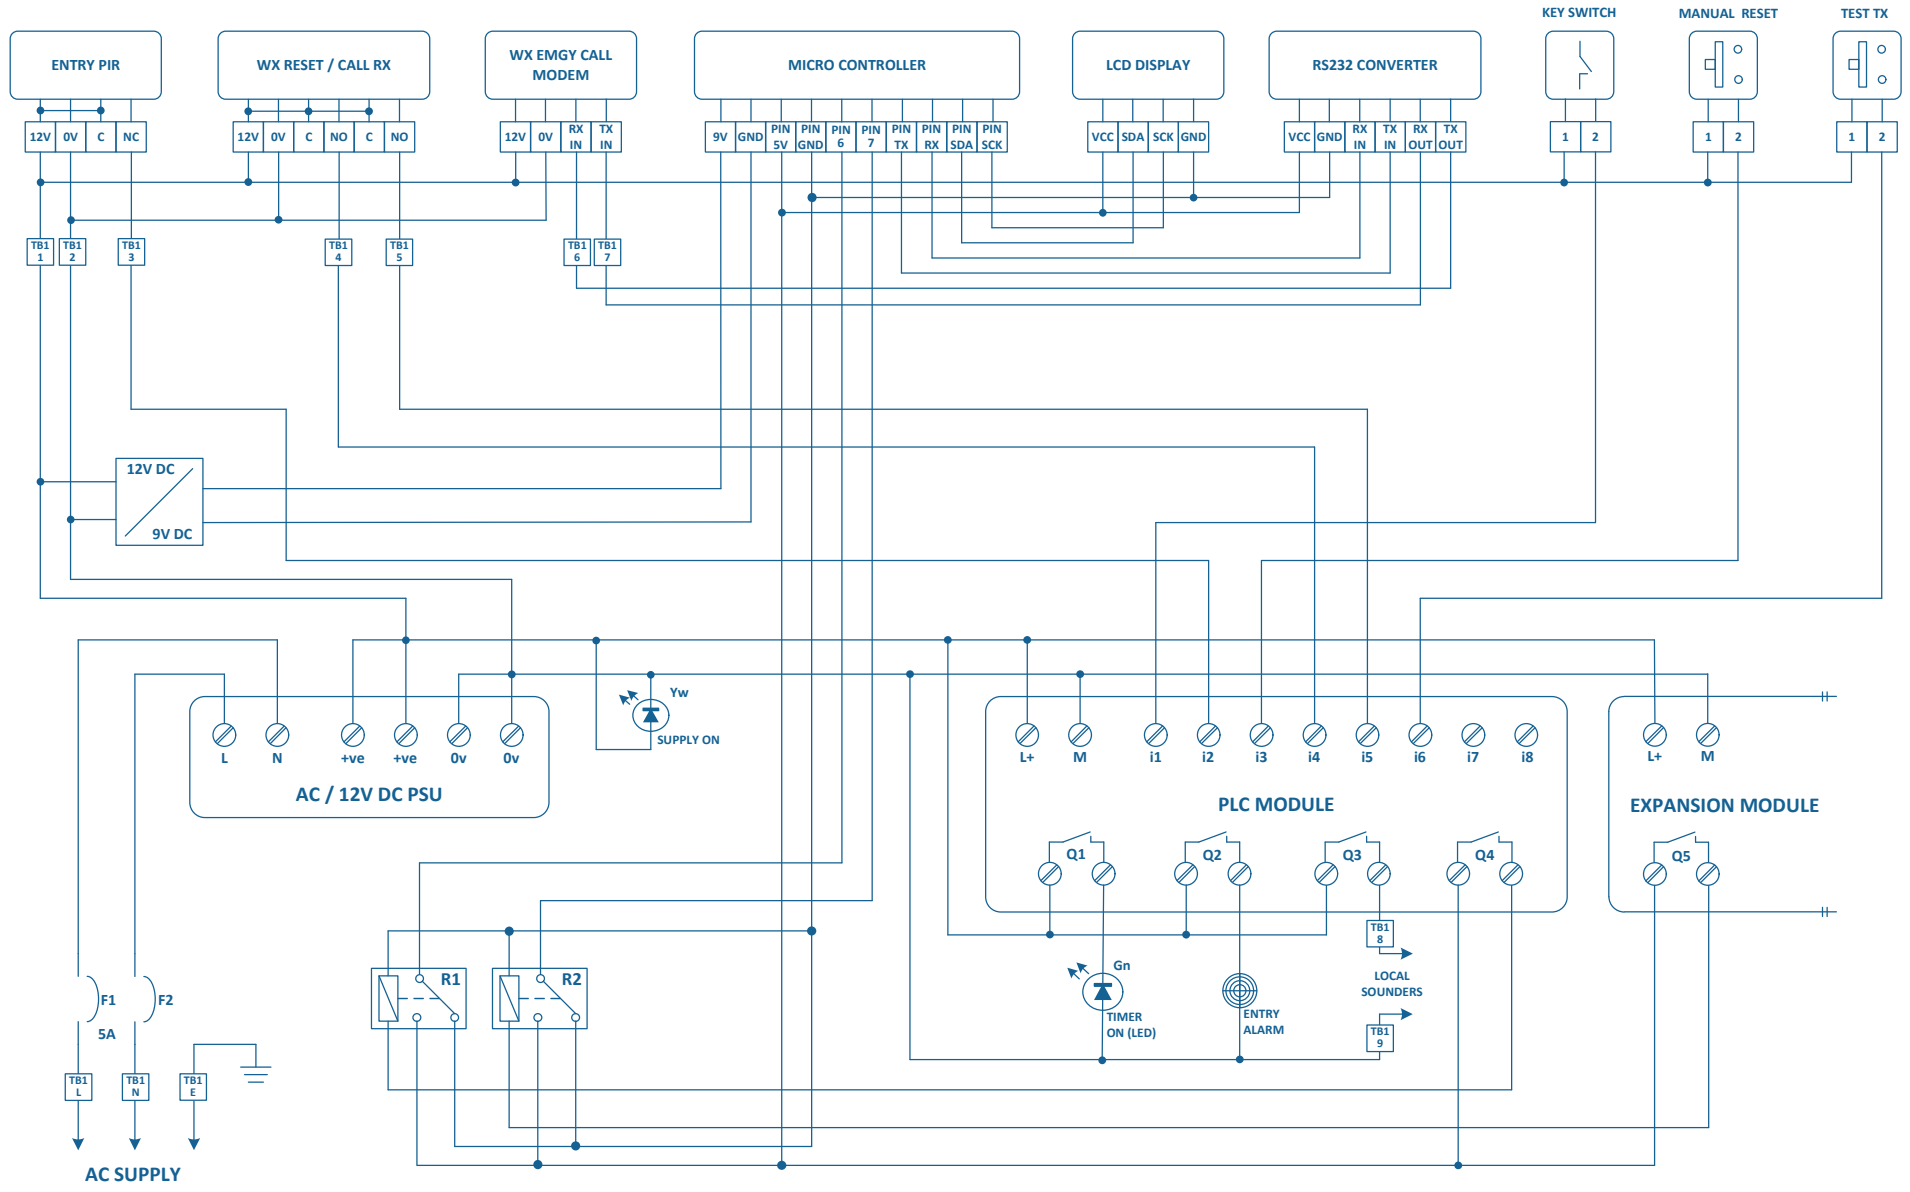 KEY SWITCH
MANUAL RESET
TEST TX
ENTRY PIR
WX RESET / CALL RX
WX EMGY CALL
MODEM
MICRO CONTROLLER
LCD DISPLAY
RS232 CONVERTER
12V 0V C NC
12V 0V C NO C NO
12V 0V RX IN TX IN
9V GND PIN 5V PIN GND PIN 6 PIN 7 PIN TX PIN RX PIN SDA PIN SCK
VCC SDA SCK GND
VCC GND RX IN TX IN RX OUT TX OUT
1 2
1 2
1 2
TB1 1
TB1 2
TB1 3
TB1 4
TB1 5
TB1 6
TB1 7
12V DC
9V DC
Yw
SUPPLY ON
L N +ve +ve 0v 0v
AC / 12V DC PSU
L+ M i1 i2 i3 i4 i5 i6 i7 i8
PLC MODULE
Q1 Q2 Q3 Q4
L+ M
EXPANSION MODULE
Q5
TB1 8
LOCAL
SOUNDERS
TB1 9
Gn
TIMER
ON (LED)
ENTRY
ALARM
R1
R2
F1
F2
5A
TB1 L
TB1 N
TB1 E
AC SUPPLY